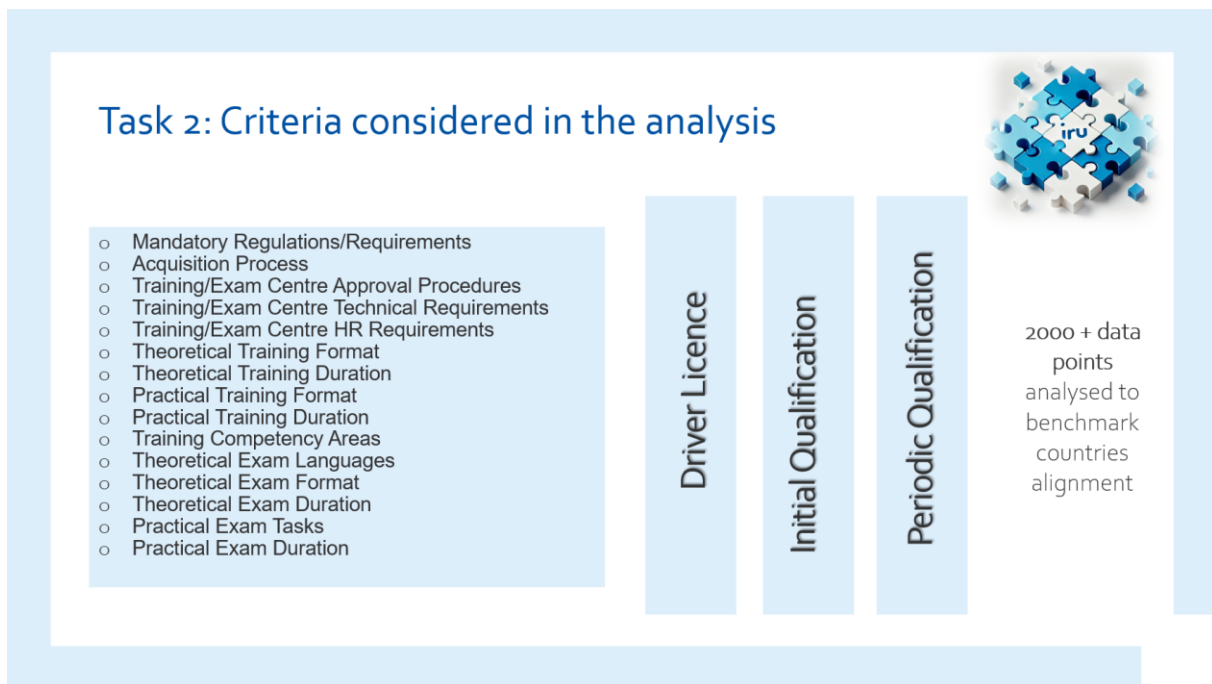 Task 2: Criteria considered in the analysis
iru
o Mandatory Regulations/Requirements
o Acquisition Process
o Training/Exam Centre Approval Procedures
o Training/Exam Centre Technical Requirements
o Training/Exam Centre HR Requirements
o Theoretical Training Format
o Theoretical Training Duration
o Practical Training Format
o Practical Training Duration
o Training Competency Areas
o Theoretical Exam Languages
o Theoretical Exam Format
o Theoretical Exam Duration
o Practical Exam Tasks
o Practical Exam Duration
Driver Licence
Initial Qualification
Periodic Qualification
2000 + data
points
analysed to
benchmark
countries
alignment